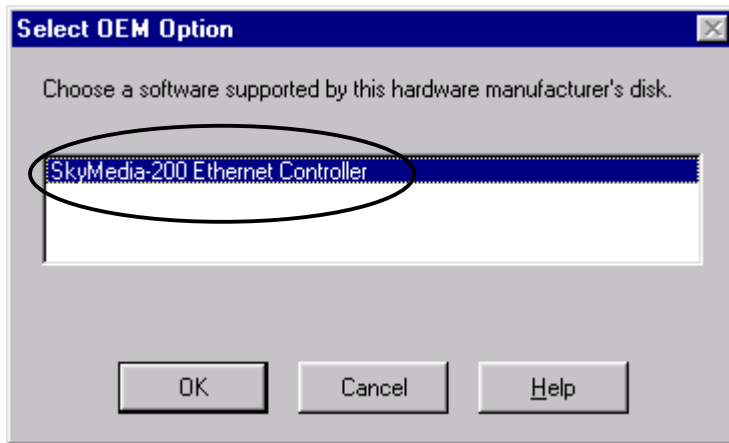 Select OEM Option
Choose a software supported by this hardware manufacturer's disk.
SkyMedia-200 Ethernet Controller
OK Cancel Help